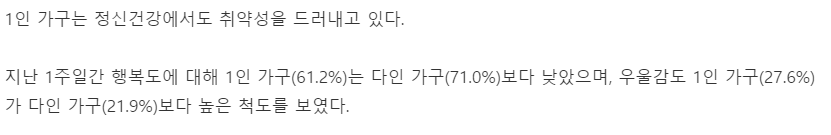 1인 가구는 정신건강에서도 취약성을 드러내고 있다.
지난 1주일간 행복도에 대해 1인 가구(61.2%)는 다인 가구(71.0%)보다 낮았으며, 우울감도 1인 가구(27.6%)
가 다인 가구(21.9%)보다 높은 척도를 보였다.